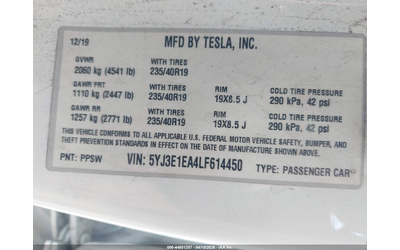 12/19 MFD BY TESLA, INC.
GVWR
2060 kg (4541 lb) TIRES 235/40R19
GAWR FRT TIRES RIM COLD TIRE PRESSURE
1110 kg (2447 lb) 235/40R19 19X8.5 J 290 kPa, 42 psi
GAWR RR TIRES RIM COLD TIRE PRESSURE
1257 kg (2771 lb) 235/40R19 19X8.5 J 290 kPa, 42 psi
THIS VEHICLE CONFORMS TO ALL APPLICABLE U.S. FEDERAL MOTOR VEHICLE SAFETY, BUMPER, AND
THEFT PREVENTION STANDARDS IN EFFECT ON THE DATE OF MANUFACTURE SHOWN ABOVE.
PNT: PPSW VIN: 5YJ3E1EA4LF614450 TYPE: PASSENGER CAR